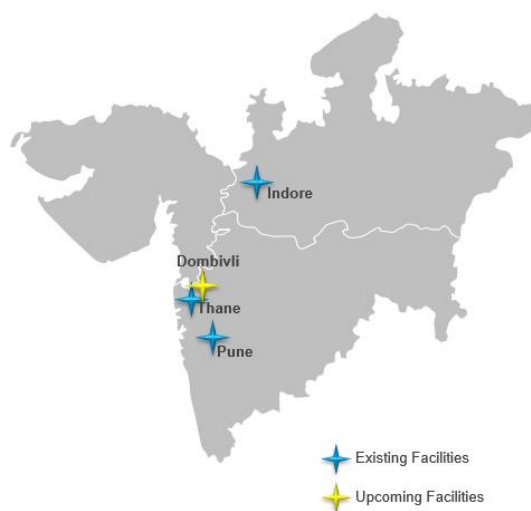 Indore
Dombivli
Thane
Pune
Existing Facilities
Upcoming Facilities